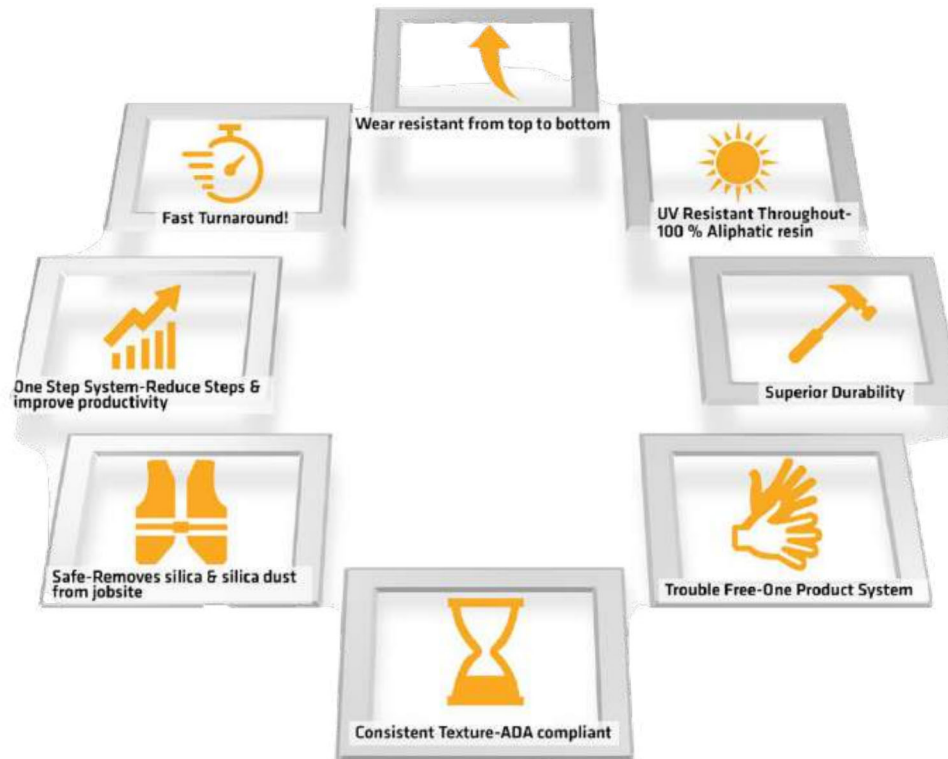 Wear resistant from top to bottom
Fast Turnaround!
UV Resistant Throughout-
100 % Aliphatic resin
One Step System-Reduce Steps &
improve productivity
Superior Durability
Safe-Removes silica & silica dust
from jobsite
Trouble Free-One Product System
Consistent Texture-ADA compliant